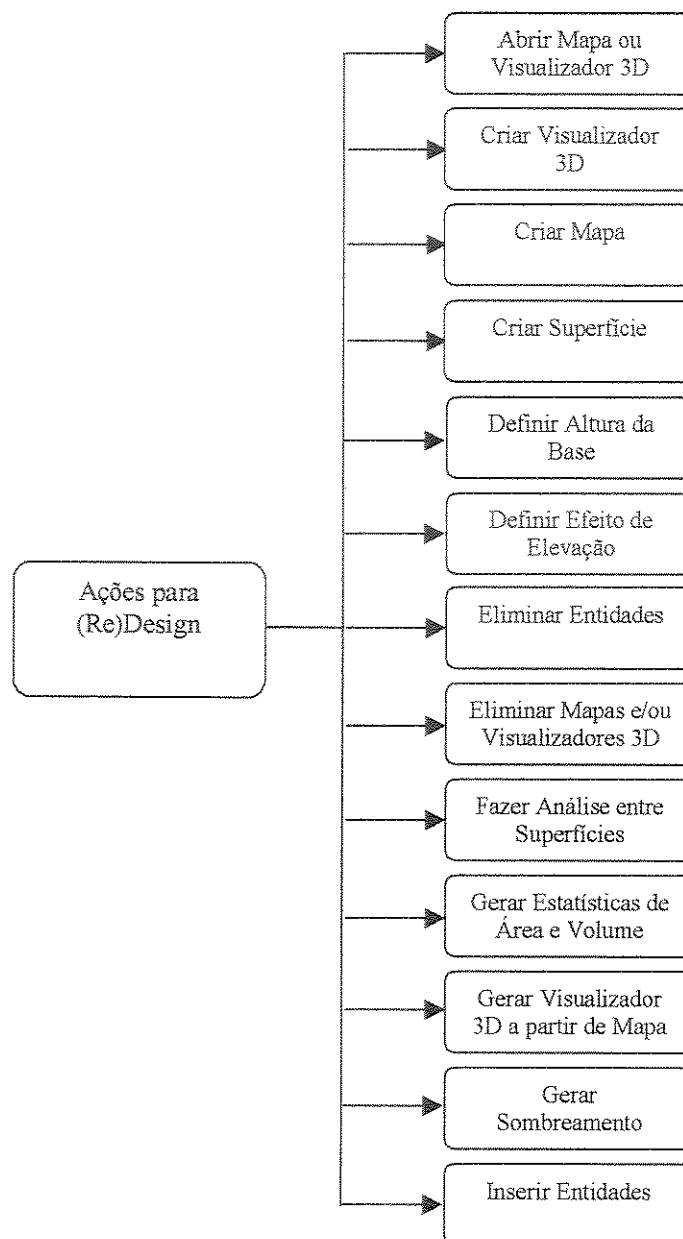 Abrir Mapa ou
Visualizador 3D
Criar Visualizador
3D
Criar Mapa
Criar Superfície
Definir Altura da
Base
Definir Efeito de
Elevação
Ações para
(Re)Design
Eliminar Entidades
Eliminar Mapas e/ou
Visualizadores 3D
Fazer Análise entre
Superfícies
Gerar Estatísticas de
Área e Volume
Gerar Visualizador
3D a partir de Mapa
Gerar
Sombreamento
Inserir Entidades